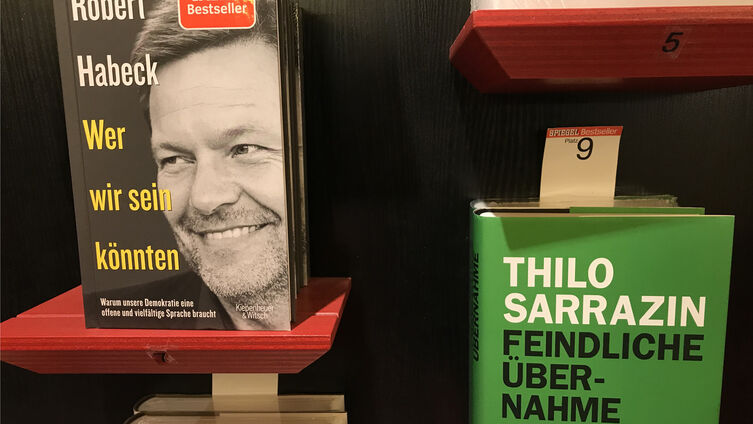 Robert
Habeck
Wer
wir sein
könnten
Warum unsere Demokratie eine
offene und vielfältige Sprache braucht
Kiepenheuer
&Witsch
Bestseller
5
SPIEGEL Bestseller
Platz
9
ÜBERNAHME
THILO
SARRAZIN
FEINDLICHE
ÜBER-
NAHME